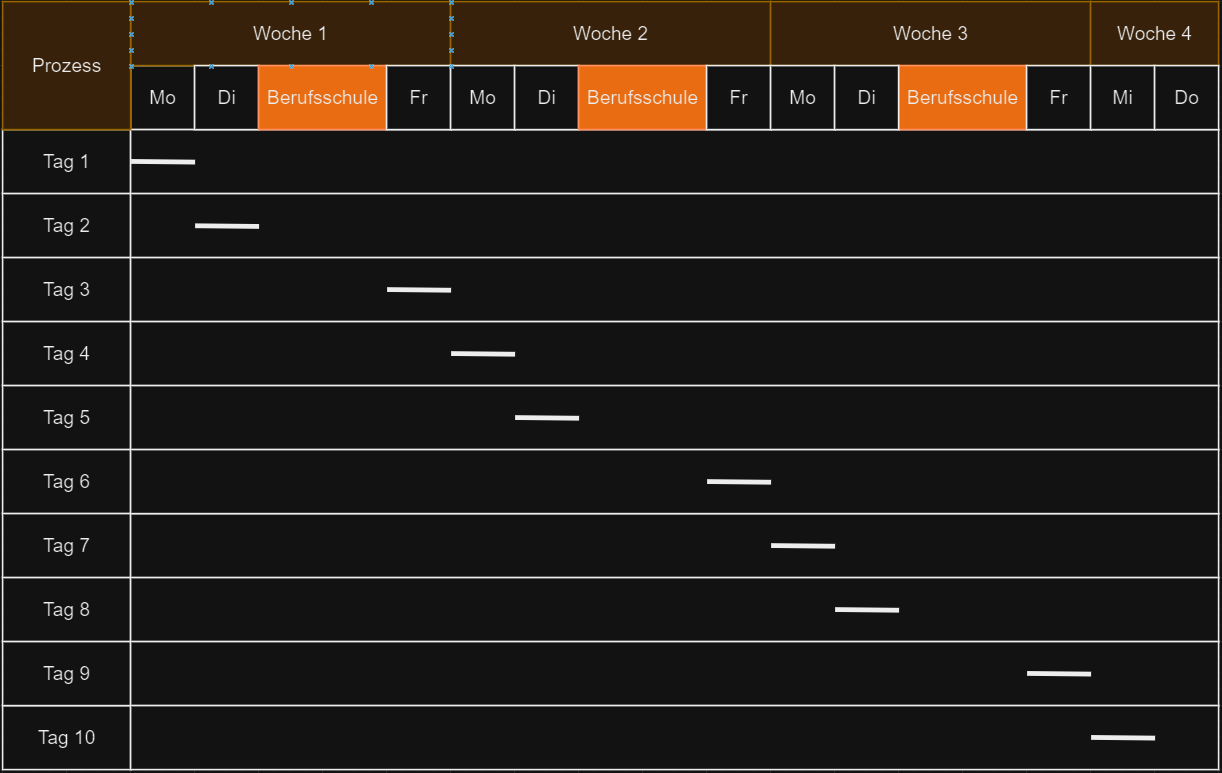 Prozess
Woche 1 Woche 2 Woche 3 Woche 4
Mo Di Berufsschule Fr Mo Di Berufsschule Fr Mo Di Berufsschule Fr Mi Do
Tag 1
Tag 2
Tag 3
Tag 4
Tag 5
Tag 6
Tag 7
Tag 8
Tag 9
Tag 10